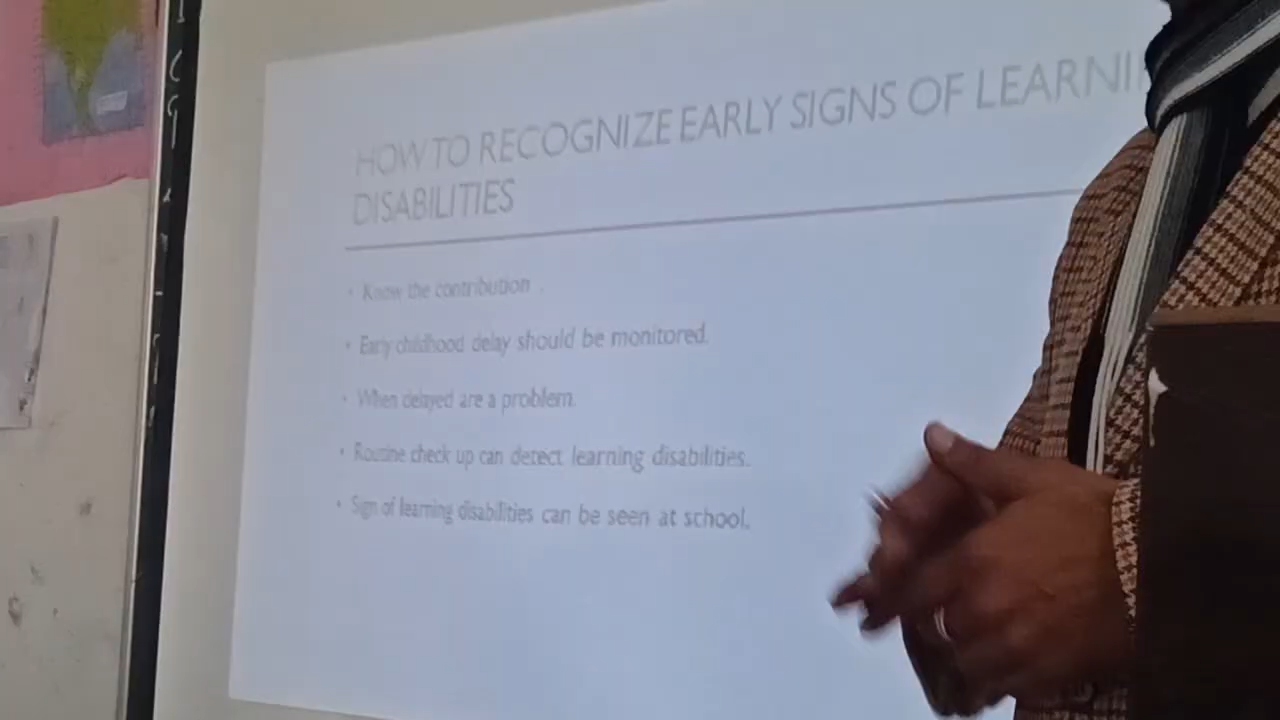 HOW TO RECOGNIZE EARLY SIGNS OF LEARNI
DISABILITIES
• Know the contribution .
• Early childhood delay should be monitored.
• When delayed are a problem.
• Routine check up can detect learning disabilities.
• Sign of learning disabilities can be seen at school.